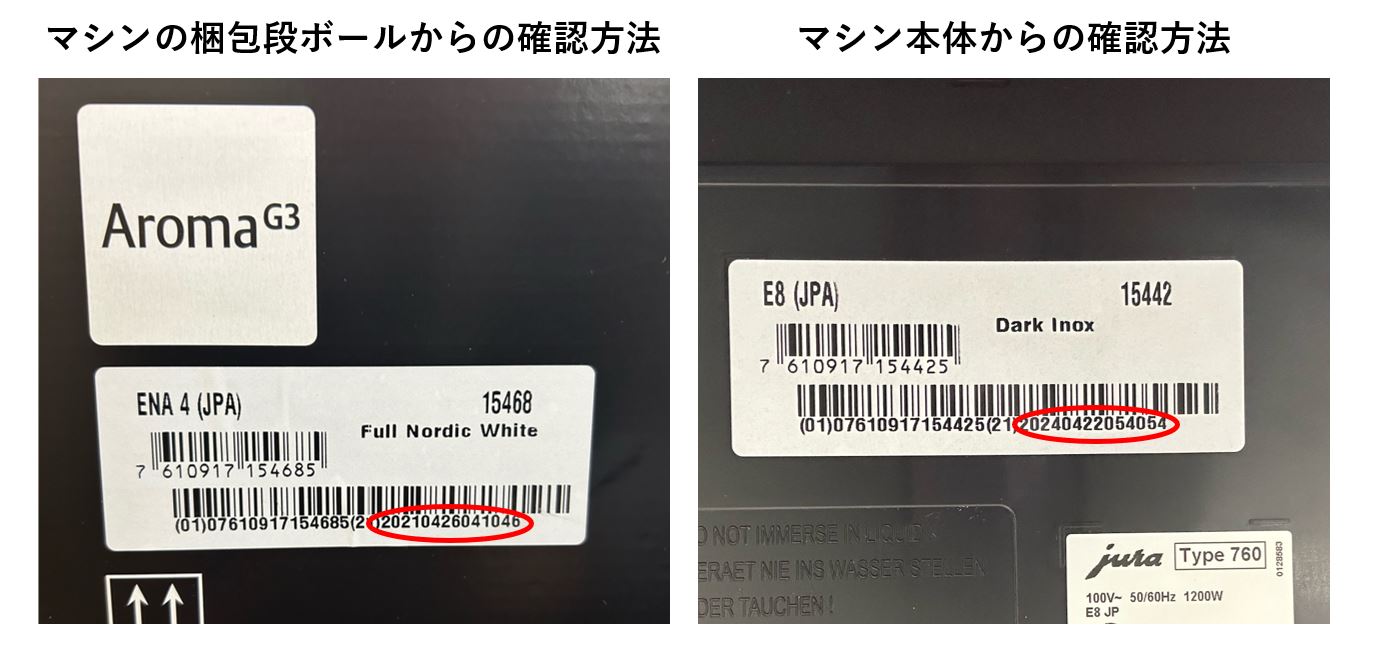 マシンの梱包段ボールからの確認方法
マシン本体からの確認方法
Aroma G3
ENA 4 (JPA)
15468
Full Nordic White
7 610917 154685
(01)07610917154685(21)20210426041046
E8 (JPA)
15442
Dark Inox
7 610917 154425
(01)07610917154425(21)20240422054054
NOT IMMERSE IN LIQUID
NIE INS WASSER STELLEN
TAUCHEN !
jura
Type 760
0128583
100V~ 50/60Hz 1200W
E8 JP